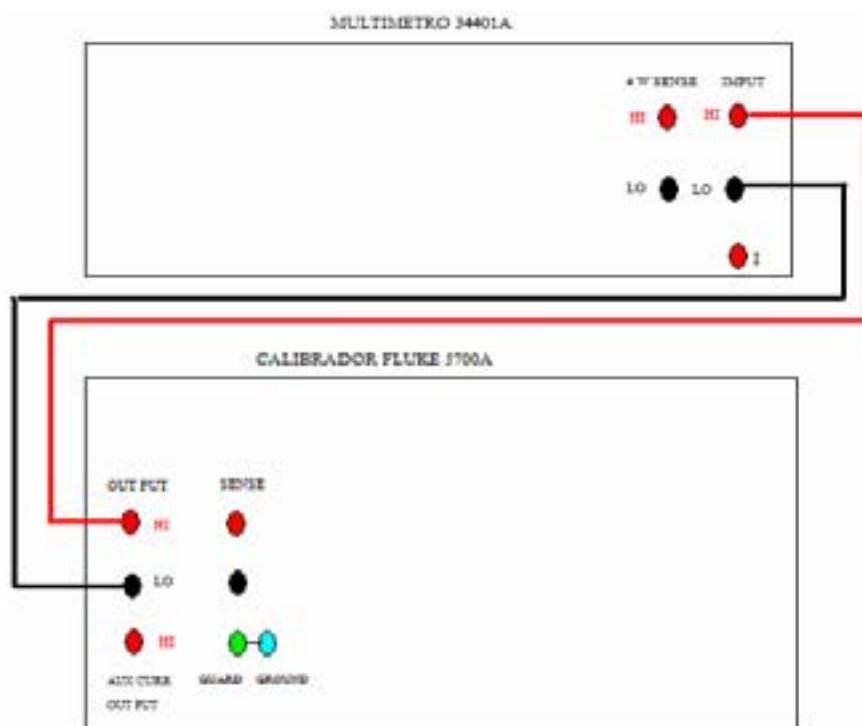 MULTIMETRO 34401A
4 W SENSE INPUT
HI HI
LO LO
I
CALIBRADOR FLUKE 5700A
OUT PUT SENSE
HI
LO
HI
AUX CURR GUARD GROUND
OUT PUT